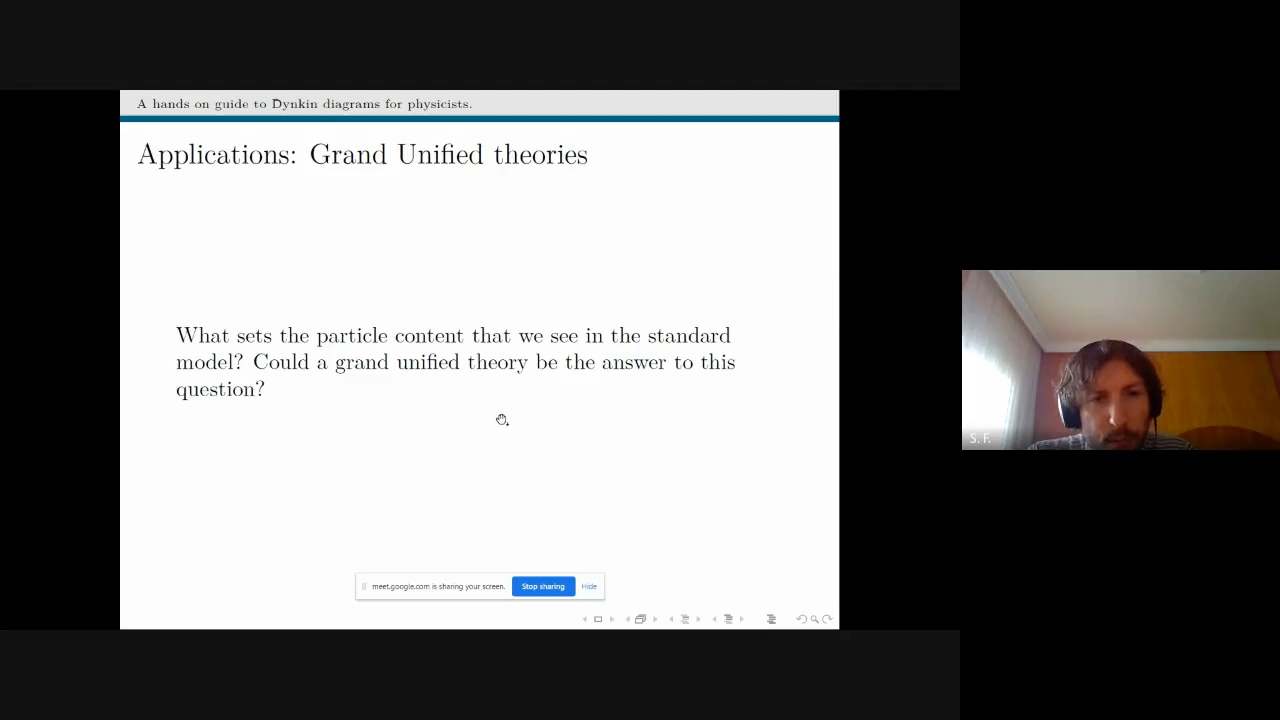 A hands on guide to Dynkin diagrams for physicists.
Applications: Grand Unified theories
What sets the particle content that we see in the standard
model? Could a grand unified theory be the answer to this
question?
S. F.
meet.google.com is sharing your screen. Stop sharing Hide